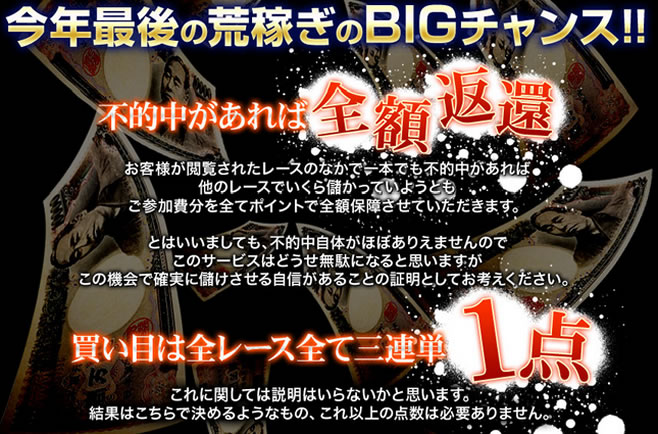 今年最後の荒稼ぎのBIGチャンス!!
不的中があれば全額返還
お客様が閲覧されたレースのなかで一本でも不的中があれば
他のレースでいくら儲かっていようとも
ご参加費分を全てポイントで全額保障させていただきます。
とはいいましても、不的中自体がほぼありえませんので
このサービスはどうせ無駄になると思いますが
この機会で確実に儲けさせる自信があることの証明としてお考えください。
買い目は全レース全て三連単1点
これに関しては説明はいらないかと思います。
結果はこちらで決めるようなもの、これ以上の点数は必要ありません。